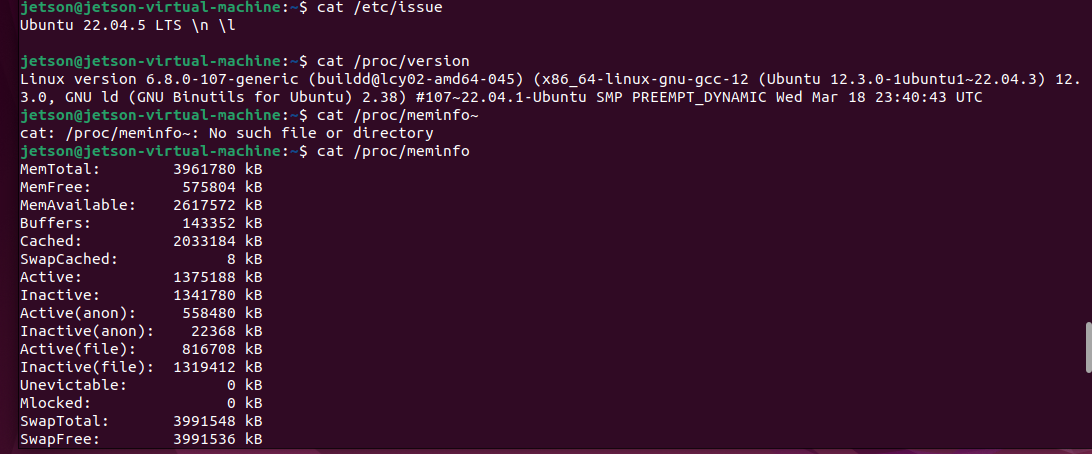 jetson@jetson-virtual-machine:~$ cat /etc/issue
Ubuntu 22.04.5 LTS \n \l

jetson@jetson-virtual-machine:~$ cat /proc/version
Linux version 6.8.0-107-generic (buildd@lcy02-amd64-045) (x86_64-linux-gnu-gcc-12 (Ubuntu 12.3.0-1ubuntu1~22.04.3) 12.
3.0, GNU ld (GNU Binutils for Ubuntu) 2.38) #107~22.04.1-Ubuntu SMP PREEMPT_DYNAMIC Wed Mar 18 23:40:43 UTC
jetson@jetson-virtual-machine:~$ cat /proc/meminfo~
cat: /proc/meminfo~: No such file or directory
jetson@jetson-virtual-machine:~$ cat /proc/meminfo
MemTotal:        3961780 kB
MemFree:          575804 kB
MemAvailable:    2617572 kB
Buffers:          143352 kB
Cached:          2033184 kB
SwapCached:            8 kB
Active:          1375188 kB
Inactive:        1341780 kB
Active(anon):     558480 kB
Inactive(anon):    22368 kB
Active(file):     816708 kB
Inactive(file):  1319412 kB
Unevictable:           0 kB
Mlocked:               0 kB
SwapTotal:       3991548 kB
SwapFree:        3991536 kB